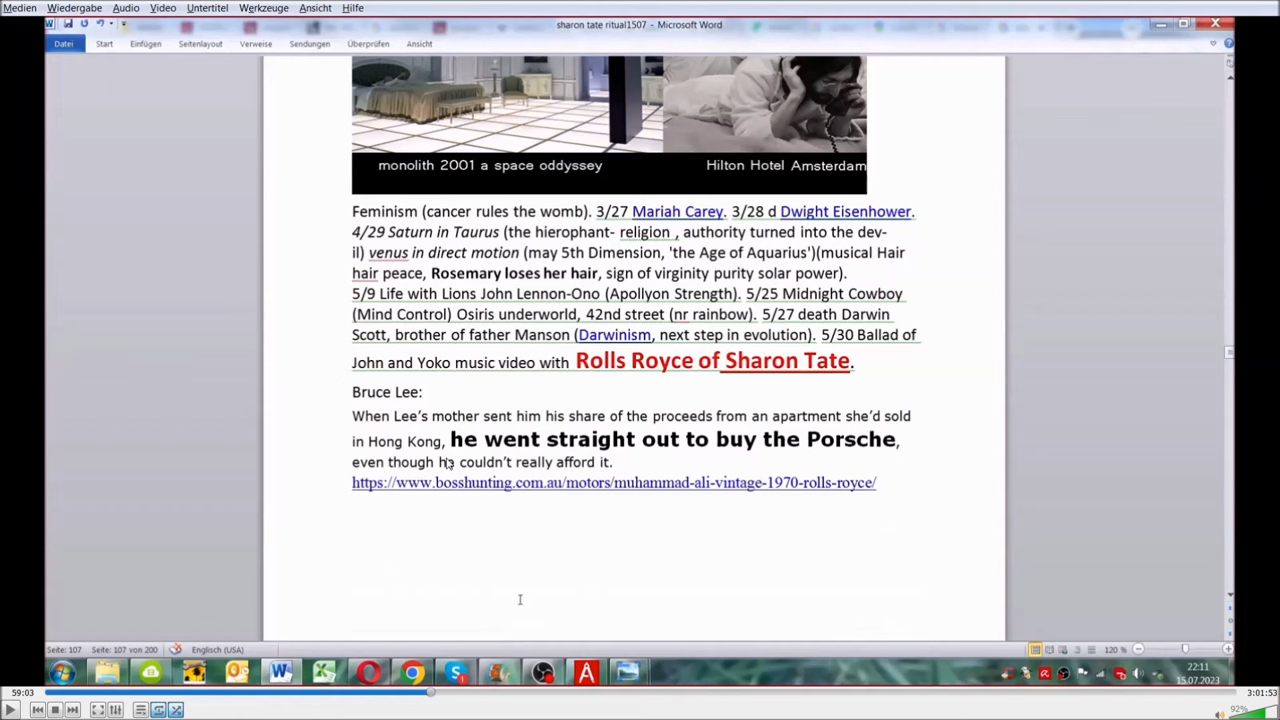 Medien Wiedergabe Audio Video Untertitel Werkzeuge Ansicht Hilfe
sharon tate ritual1507 - Microsoft Word
Datei Start Einfügen Seitenlayout Verweise Sendungen Überprüfen Ansicht
monolith 2001 a space oddyssey Hilton Hotel Amsterdam
Feminism (cancer rules the womb). 3/27 Mariah Carey. 3/28 d Dwight Eisenhower.
4/29 Saturn in Taurus (the hierophant- religion , authority turned into the dev-
il) venus in direct motion (may 5th Dimension, 'the Age of Aquarius')(musical Hair
hair peace, Rosemary loses her hair, sign of virginity purity solar power).
5/9 Life with Lions John Lennon-Ono (Apollyon Strength). 5/25 Midnight Cowboy
(Mind Control) Osiris underworld, 42nd street (nr rainbow). 5/27 death Darwin
Scott, brother of father Manson (Darwinism, next step in evolution). 5/30 Ballad of
John and Yoko music video with Rolls Royce of Sharon Tate.
Bruce Lee:
When Lee's mother sent him his share of the proceeds from an apartment she'd sold
in Hong Kong, he went straight out to buy the Porsche,
even though he couldn't really afford it.
https://www.bosshunting.com.au/motors/muhammad-ali-vintage-1970-rolls-royce/
Seite: 107 Seite: 107 von 200 Englisch (USA) 120 %
22:11
15.07.2023
59:03 3:01:53
92%